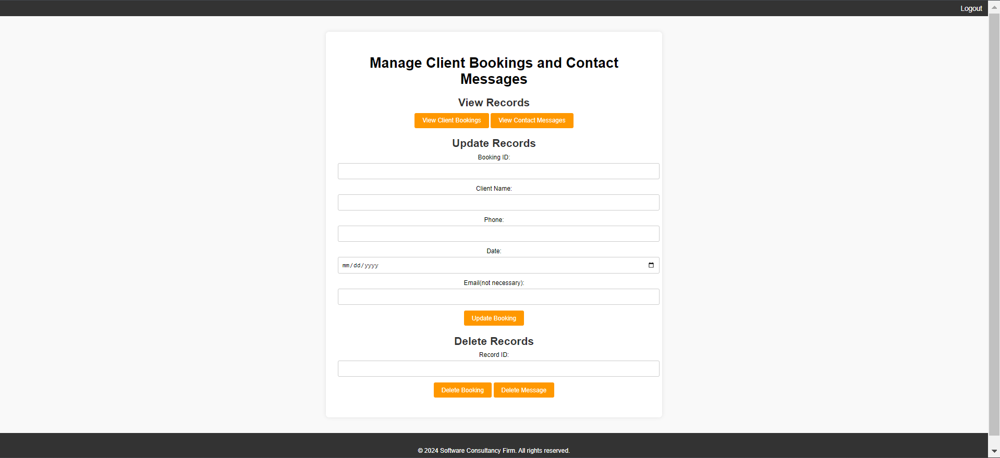 Logout
Manage Client Bookings and Contact
Messages
View Records
View Client Bookings View Contact Messages
Update Records
Booking ID:
Client Name:
Phone:
Date:
mm/dd/yyyy
Email(not necessary):
Update Booking
Delete Records
Record ID:
Delete Booking Delete Message
© 2024 Software Consultancy Firm. All rights reserved.